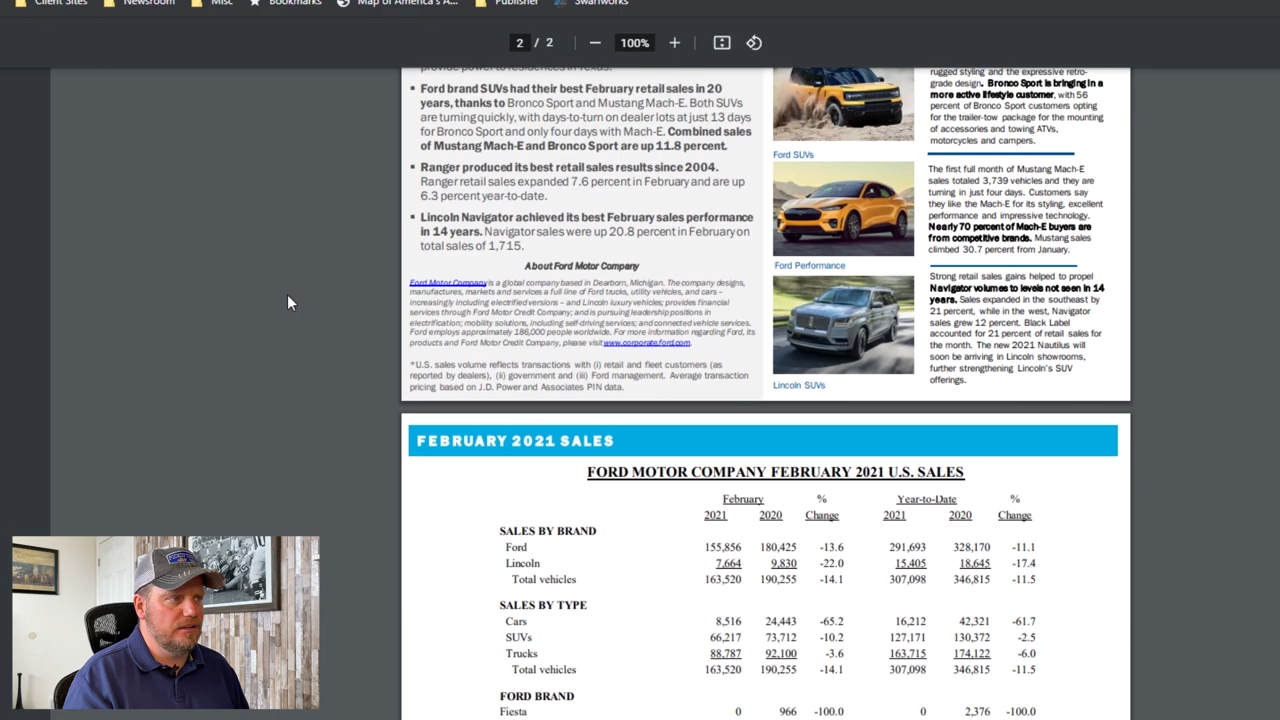 Client Sites Newsroom Misc Bookmarks Map of America's A... Publisher Swartworks
2 / 2 100%
provide power to residences in Texas.
▪ Ford brand SUVs had their best February retail sales in 20
years, thanks to Bronco Sport and Mustang Mach-E. Both SUVs
are turning quickly, with days-to-turn on dealer lots at just 13 days
for Bronco Sport and only four days with Mach-E. Combined sales
of Mustang Mach-E and Bronco Sport are up 11.8 percent.
▪ Ranger produced its best retail sales results since 2004.
Ranger retail sales expanded 7.6 percent in February and are up
6.3 percent year-to-date.
▪ Lincoln Navigator achieved its best February sales performance
in 14 years. Navigator sales were up 20.8 percent in February on
total sales of 1,715.
About Ford Motor Company
Ford Motor Company is a global company based in Dearborn, Michigan. The company designs,
manufactures, markets and services a full line of Ford trucks, utility vehicles, and cars –
increasingly including electrified versions – and Lincoln luxury vehicles; provides financial
services through Ford Motor Credit Company; and is pursuing leadership positions in
electrification; mobility solutions, including self-driving services; and connected vehicle services.
Ford employs approximately 186,000 people worldwide. For more information regarding Ford, its
products and Ford Motor Credit Company, please visit www.corporate.ford.com.
*U.S. sales volume reflects transactions with (i) retail and fleet customers (as
reported by dealers), (ii) government and (iii) Ford management. Average transaction
pricing based on J.D. Power and Associates PIN data.
Ford SUVs
rugged styling and the expressive retro-
grade design. Bronco Sport is bringing in a
more active lifestyle customer, with 56
percent of Bronco Sport customers opting
for the trailer-tow package for the mounting
of accessories and towing ATVs,
motorcycles and campers.
Ford Performance
The first full month of Mustang Mach-E
sales totaled 3,739 vehicles and they are
turning in just four days. Customers say
they like the Mach-E for its styling, excellent
performance and impressive technology.
Nearly 70 percent of Mach-E buyers are
from competitive brands. Mustang sales
climbed 30.7 percent from January.
Lincoln SUVs
Strong retail sales gains helped to propel
Navigator volumes to levels not seen in 14
years. Sales expanded in the southeast by
21 percent, while in the west, Navigator
sales grew 12 percent. Black Label
accounted for 21 percent of retail sales for
the month. The new 2021 Nautilus will
soon be arriving in Lincoln showrooms,
further strengthening Lincoln's SUV
offerings.
FEBRUARY 2021 SALES
FORD MOTOR COMPANY FEBRUARY 2021 U.S. SALES
February % Year-to-Date %
2021 2020 Change 2021 2020 Change
SALES BY BRAND
Ford 155,856 180,425 -13.6 291,693 328,170 -11.1
Lincoln 7,664 9,830 -22.0 15,405 18,645 -17.4
Total vehicles 163,520 190,255 -14.1 307,098 346,815 -11.5
SALES BY TYPE
Cars 8,516 24,443 -65.2 16,212 42,321 -61.7
SUVs 66,217 73,712 -10.2 127,171 130,372 -2.5
Trucks 88,787 92,100 -3.6 163,715 174,122 -6.0
Total vehicles 163,520 190,255 -14.1 307,098 346,815 -11.5
FORD BRAND
Fiesta 0 966 -100.0 0 2,376 -100.0